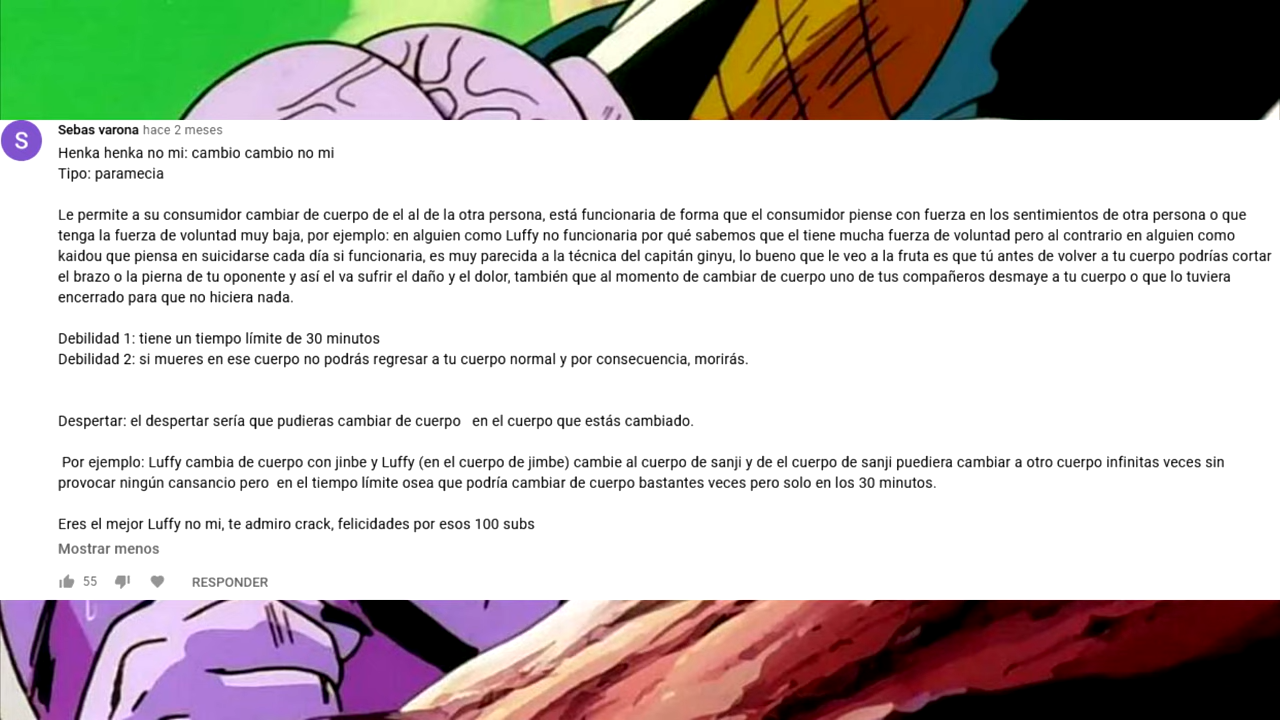 S
Sebas varona hace 2 meses
Henka henka no mi: cambio cambio no mi
Tipo: paramecia
Le permite a su consumidor cambiar de cuerpo de el al de la otra persona, está funcionaria de forma que el consumidor piense con fuerza en los sentimientos de otra persona o que
tenga la fuerza de voluntad muy baja, por ejemplo: en alguien como Luffy no funcionaria por qué sabemos que el tiene mucha fuerza de voluntad pero al contrario en alguien como
kaidou que piensa en suicidarse cada día si funcionaria, es muy parecida a la técnica del capitán ginyu, lo bueno que le veo a la fruta es que tú antes de volver a tu cuerpo podrías cortar
el brazo o la pierna de tu oponente y así el va sufrir el daño y el dolor, también que al momento de cambiar de cuerpo uno de tus compañeros desmaye a tu cuerpo o que lo tuviera
encerrado para que no hiciera nada.
Debilidad 1: tiene un tiempo límite de 30 minutos
Debilidad 2: si mueres en ese cuerpo no podrás regresar a tu cuerpo normal y por consecuencia, morirás.
Despertar: el despertar sería que pudieras cambiar de cuerpo   en el cuerpo que estás cambiado.
Por ejemplo: Luffy cambia de cuerpo con jinbe y Luffy (en el cuerpo de jimbe) cambie al cuerpo de sanji y de el cuerpo de sanji puediera cambiar a otro cuerpo infinitas veces sin
provocar ningún cansancio pero  en el tiempo límite osea que podría cambiar de cuerpo bastantes veces pero solo en los 30 minutos.
Eres el mejor Luffy no mi, te admiro crack, felicidades por esos 100 subs
Mostrar menos
55 RESPONDER